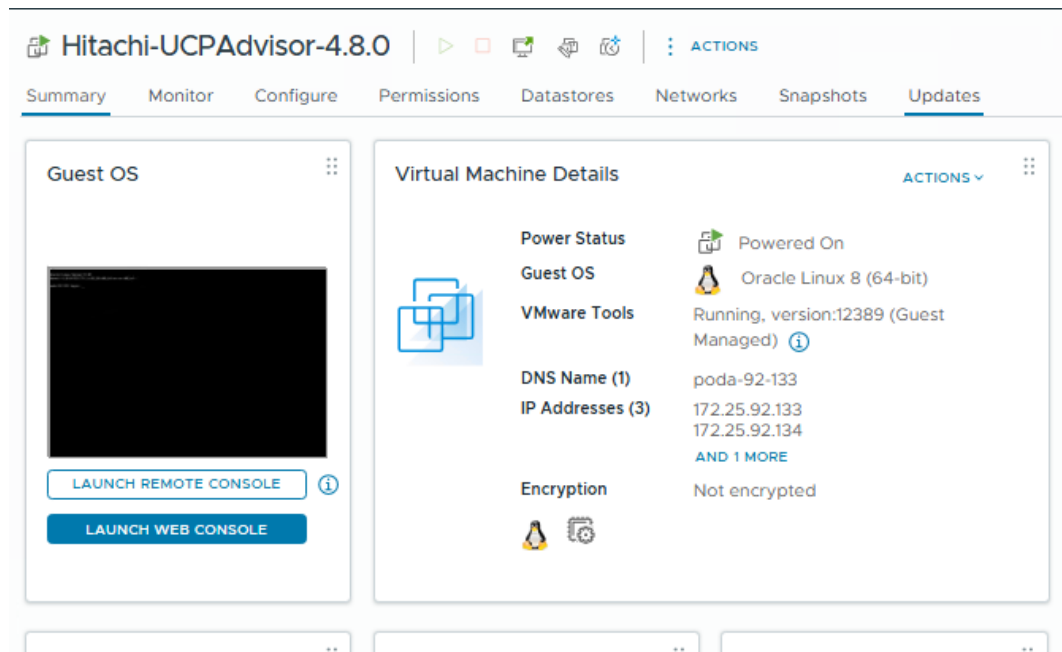 Hitachi-UCPAdvisor-4.8.0
ACTIONS
Summary Monitor Configure Permissions Datastores Networks Snapshots Updates
Guest OS
LAUNCH REMOTE CONSOLE
LAUNCH WEB CONSOLE
Virtual Machine Details
ACTIONS
Power Status Powered On
Guest OS Oracle Linux 8 (64-bit)
VMware Tools Running, version:12389 (Guest
Managed)
DNS Name (1) poda-92-133
IP Addresses (3) 172.25.92.133
172.25.92.134
AND 1 MORE
Encryption Not encrypted